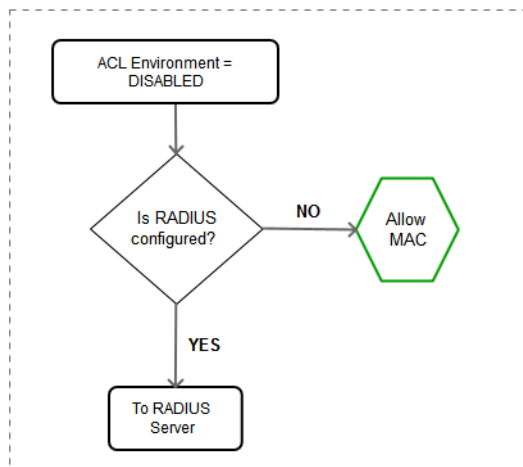 ACL Environment =
DISABLED
Is RADIUS
configured?
NO
Allow
MAC
YES
To RADIUS
Server